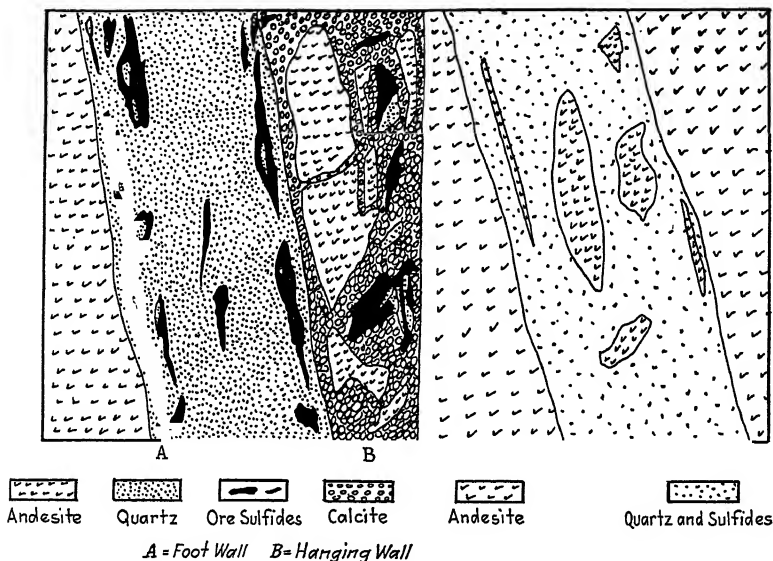 A B
Andesite Quartz Ore Sulfides Calcite Andesite Quartz and Sulfides
A = Foot Wall B = Hanging Wall